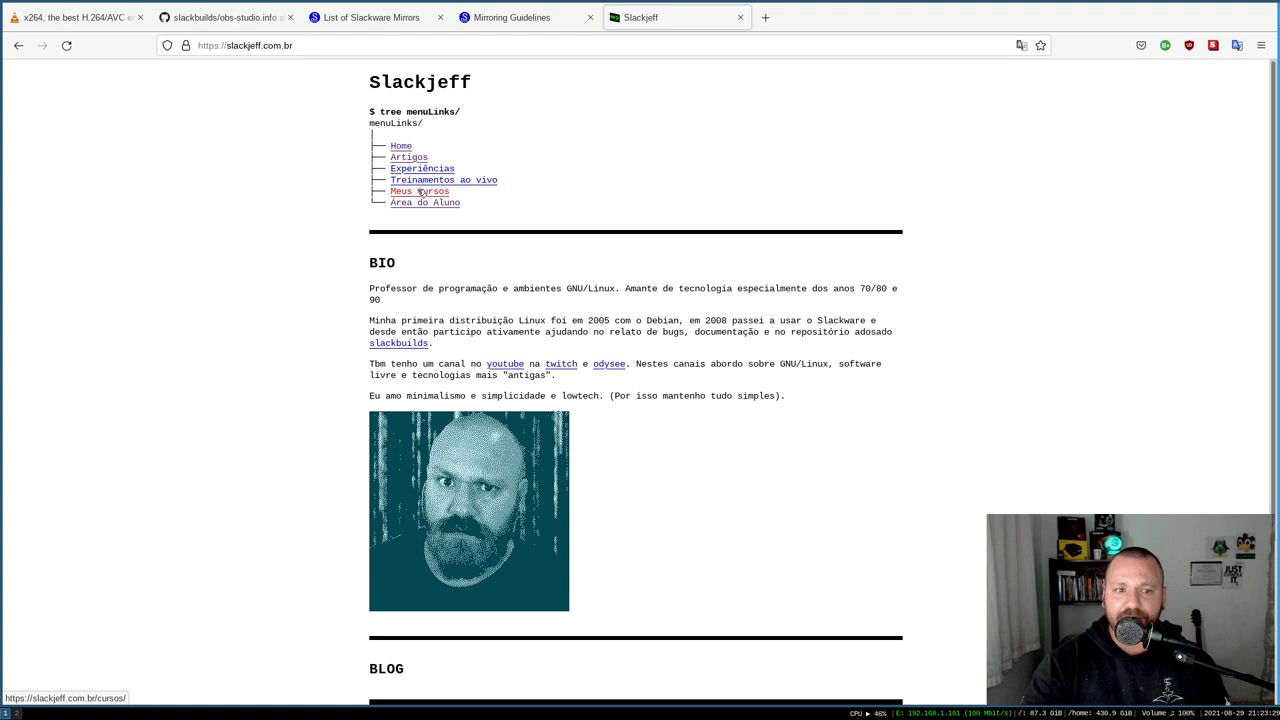 x264, the best H.264/AVC en
slackbuilds/obs-studio.info a
List of Slackware Mirrors
Mirroring Guidelines
Slackjeff
https://slackjeff.com.br
Slackjeff
$ tree menuLinks/
menuLinks/
│
├── Home
├── Artigos
├── Experiências
├── Treinamentos ao vivo
├── Meus cursos
└── Área do Aluno
BIO
Professor de programação e ambientes GNU/Linux. Amante de tecnologia especialmente dos anos 70/80 e
90
Minha primeira distribuição Linux foi em 2005 com o Debian, em 2008 passei a usar o Slackware e
desde então participo ativamente ajudando no relato de bugs, documentação e no repositório adosado
slackbuilds.
Tbm tenho um canal no youtube na twitch e odysee. Nestes canais abordo sobre GNU/Linux, software
livre e tecnologias mais "antigas".
Eu amo minimalismo e simplicidade e lowtech. (Por isso mantenho tudo simples).
JUST
IT.
BLOG
https://slackjeff.com.br/cursos/
1 2
CPU ▶ 46% |E: 192.168.1.101 (100 Mbit/s)|/: 87.3 GiB|/home: 430.9 GiB| Volume ♫ 100% |2021-08-29 21:23:29